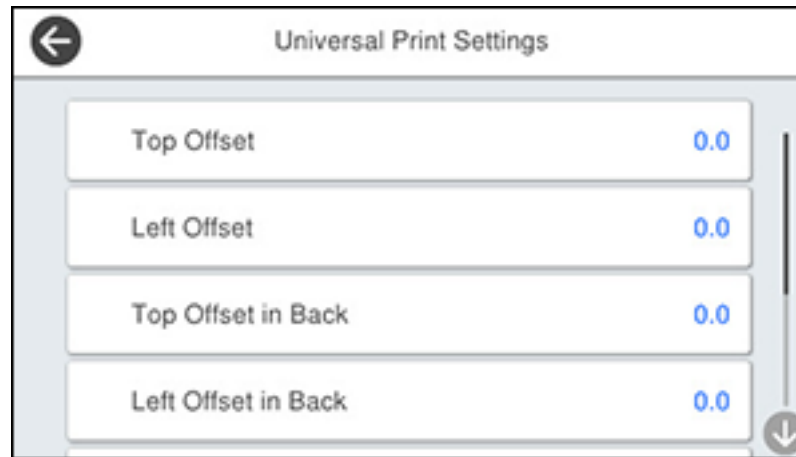 Universal Print Settings
Top Offset 0.0
Left Offset 0.0
Top Offset in Back 0.0
Left Offset in Back 0.0